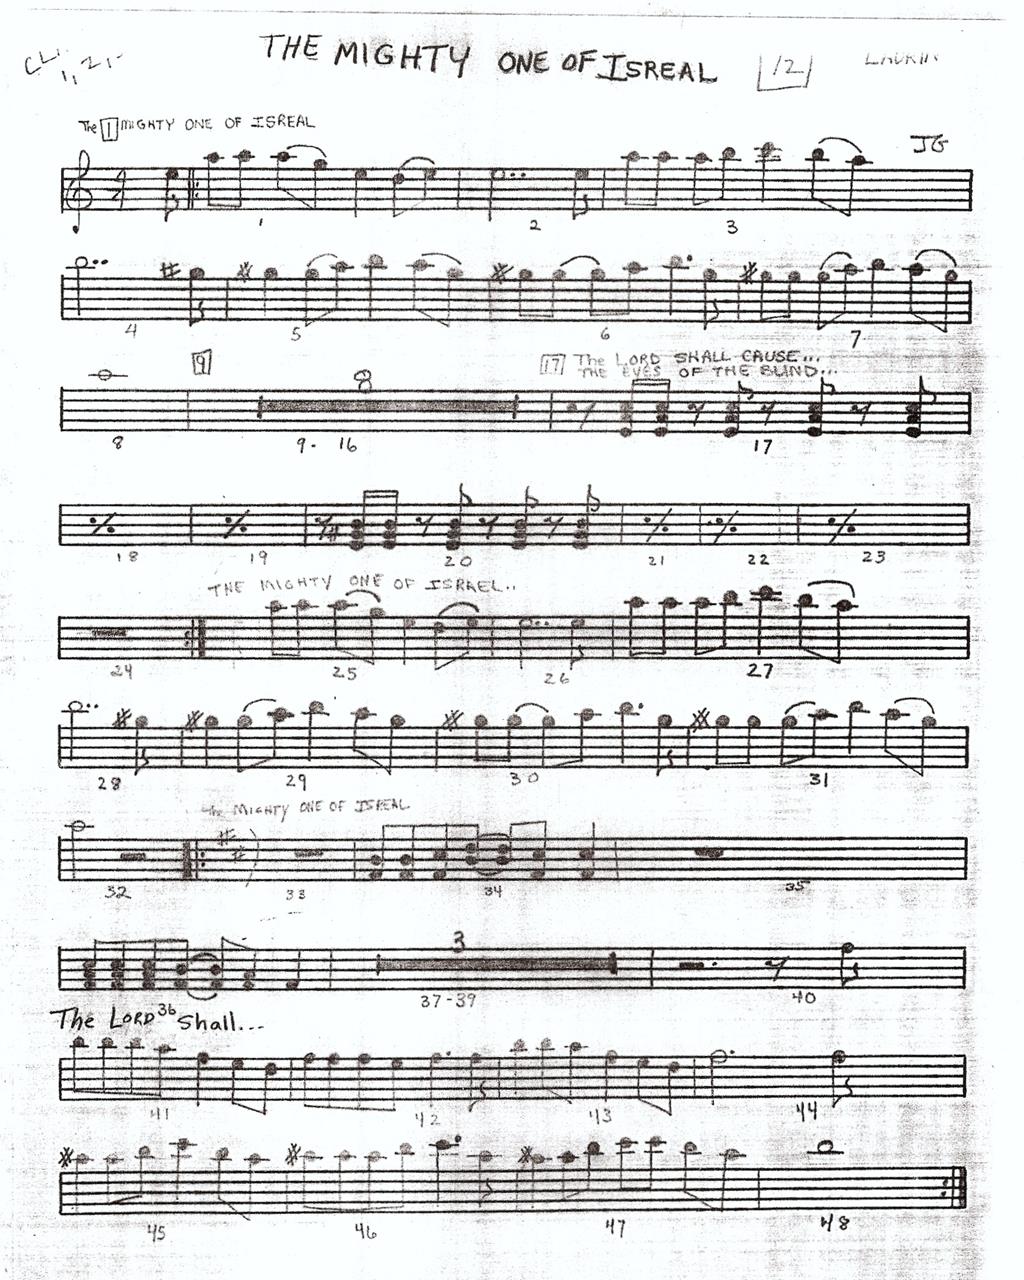 THE MIGHTY ONE OF ISREAL
CL. 1, 2, -
12
The 1 MIGHTY ONE OF ISREAL
JG
1 2 3
4 5 6 7
9 17 The LORD SHALL CAUSE...
THE EYES OF THE BLIND...
8
8 9-16 17
18 19 20 21 22 23
THE MIGHTY ONE OF ISRAEL..
24 25 26 27
28 29 30 31
The MIGHTY ONE OF ISREAL
32 33 34 35
3
37-39 40
The LORD 36 Shall...
41 42 43 44
45 46 47 48